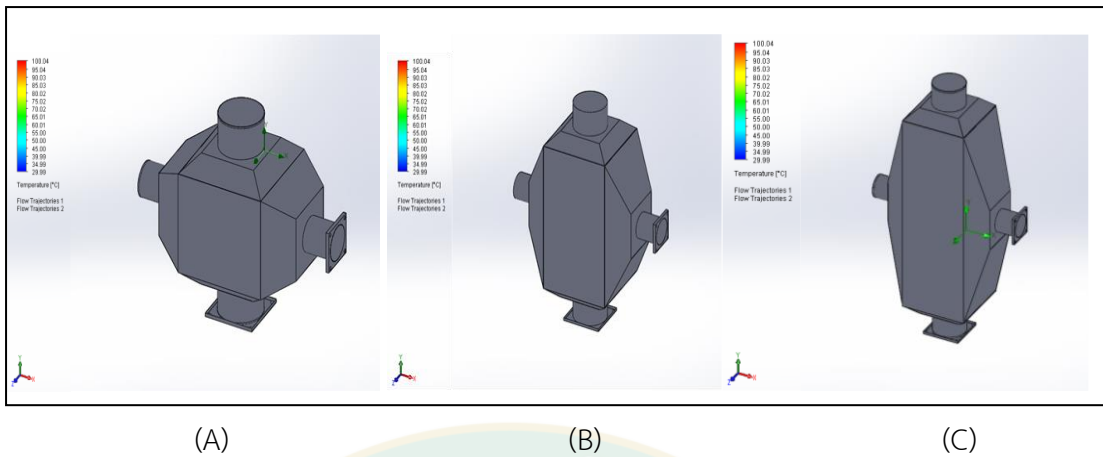 100.04
95.04
90.03
85.03
80.02
75.02
70.02
65.01
60.01
55.00
50.00
45.00
39.99
34.99
29.99
Temperature [°C]
Flow Trajectories 1
Flow Trajectories 2
Y
X
Y
X
Z
100.04
95.04
90.03
85.03
80.02
75.02
70.02
65.01
60.01
55.00
50.00
45.00
39.99
34.99
29.99
Temperature [°C]
Flow Trajectories 1
Flow Trajectories 2
Y
X
Z
100.04
95.04
90.03
85.03
80.02
75.02
70.02
65.01
60.01
55.00
50.00
45.00
39.99
34.99
29.99
Temperature [°C]
Flow Trajectories 1
Flow Trajectories 2
Y
Y
X
Z
(A) (B) (C)